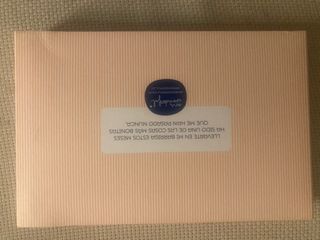 LLEVARTE EN MI BARRIGA ESTOS MESES
HA SIDO UNA DE LAS COSAS MÁS BONITAS
QUE ME HAN PASADO NUNCA.